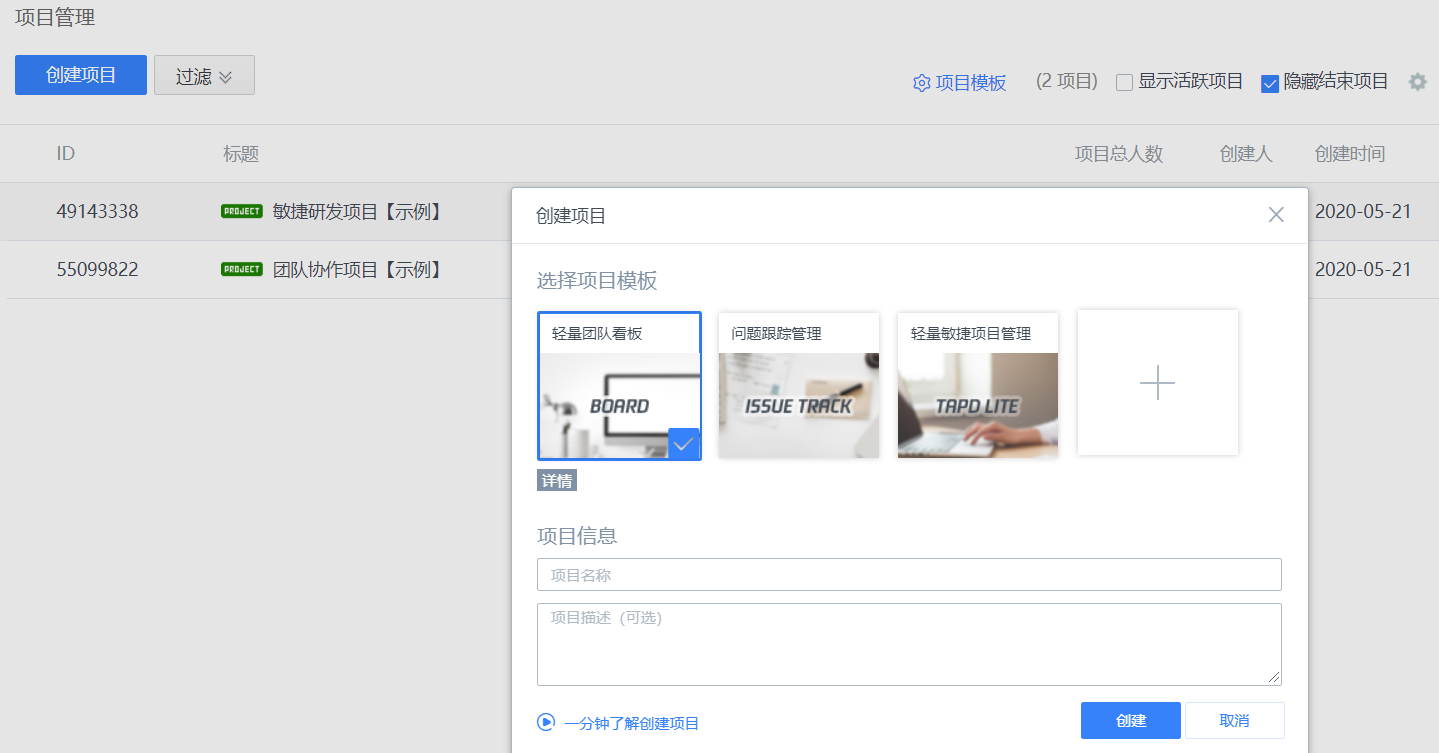 项目管理
创建项目 过滤
项目模板 (2 项目) 显示活跃项目 隐藏结束项目
ID 标题 项目总人数 创建人 创建时间
49143338 PROJECT 敏捷研发项目【示例】 2020-05-21
55099822 PROJECT 团队协作项目【示例】 2020-05-21
创建项目
选择项目模板
轻量团队看板 问题跟踪管理 轻量敏捷项目管理
BOARD ISSUE TRACK TAPD LITE
详情
项目信息
项目名称
项目描述（可选）
一分钟了解创建项目 创建 取消